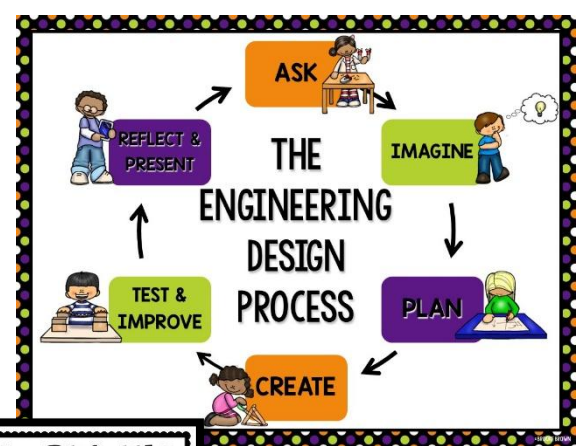 ASK
IMAGINE
PLAN
CREATE
TEST &
IMPROVE
REFLECT &
PRESENT
THE
ENGINEERING
DESIGN
PROCESS